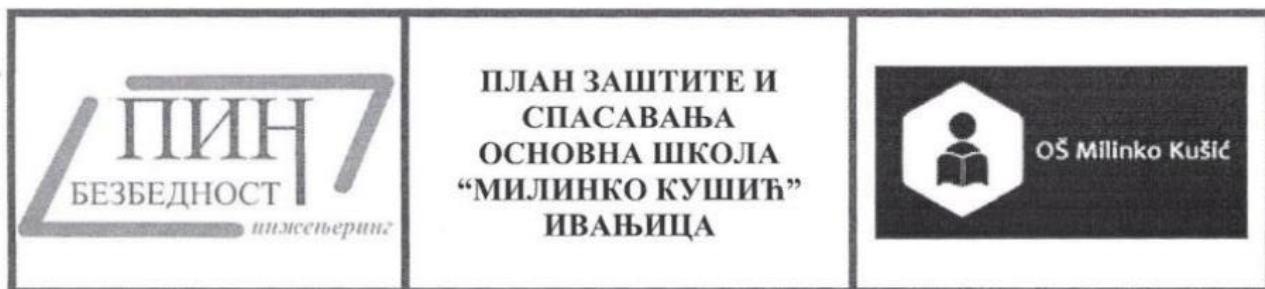 ПИН
БЕЗБЕДНОСТ
инжењеринг
ПЛАН ЗАШТИТЕ И
СПАСАВАЊА
ОСНОВНА ШКОЛА
“МИЛИНКО КУШИЋ”
ИВАЊИЦА
OŠ Milinko Kušić